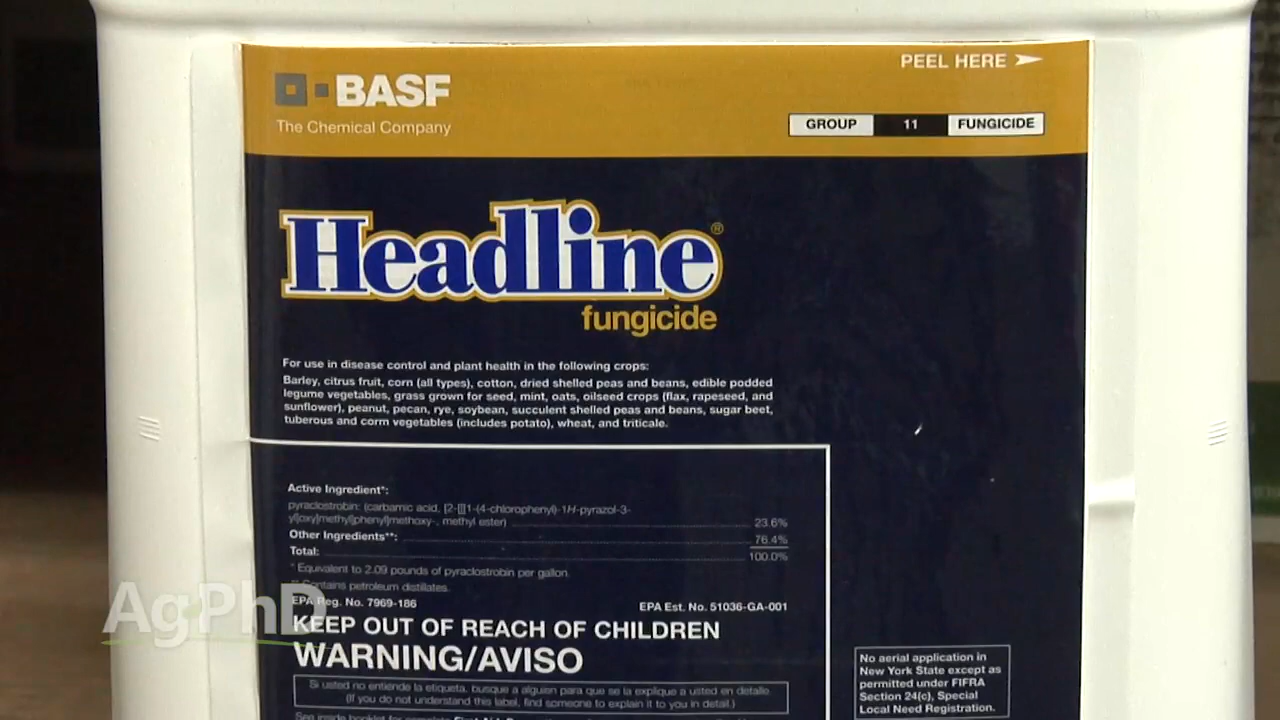 PEEL HERE
BASF
The Chemical Company
GROUP 11 FUNGICIDE
Headline®
fungicide
For use in disease control and plant health in the following crops:
Barley, citrus fruit, corn (all types), cotton, dried shelled peas and beans, edible podded
legume vegetables, grass grown for seed, mint, oats, oilseed crops (flax, rapeseed, and
sunflower), peanut, pecan, rye, soybean, succulent shelled peas and beans, sugar beet,
tuberous and corm vegetables (includes potato), wheat, and triticale.
Active Ingredient*:
pyraclostrobin: (carbamic acid, [2-[[[1-(4-chlorophenyl)-1H-pyrazol-3-
yl]oxy]methyl]phenyl]methoxy-, methyl ester) 23.6%
Other Ingredients**: 76.4%
Total: 100.0%
* Equivalent to 2.09 pounds of pyraclostrobin per gallon.
** Contains petroleum distillates.
EPA Reg. No. 7969-186 EPA Est. No. 51036-GA-001
AgPhD
KEEP OUT OF REACH OF CHILDREN
WARNING/AVISO
Si usted no entiende la etiqueta, busque a alguien para que se la explique a usted en detalle.
(If you do not understand this label, find someone to explain it to you in detail.)
No aerial application in
New York State except as
permitted under FIFRA
Section 24(c), Special
Local Need Registration.
See inside booklet for complete First Aid